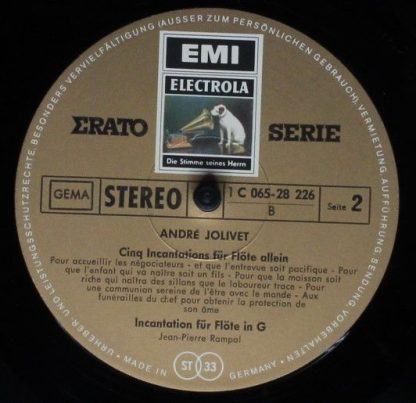 BESONDERS VERVIELFÄLTIGUNG (AUSSER ZUM PERSÖNLICHEN GEBRAUCH), VERMIETUNG, AUFFÜHRUNG, SENDUNG, VORBEHALTEN
EMI
ELECTROLA
Die Stimme seines Herrn
ΣRATO SERIE
GEMA STEREO 1 C 065-28 226
B
Seite 2
ANDRÉ JOLIVET
Cinq Incantations für Flöte allein
Pour accueillir les négociateurs - et que l'entrevue soit pacifique - Pour
que l'enfant qui va naître soit un fils - Pour que la moisson soit
riche qui naîtra des sillons que le laboureur trace - Pour
une communion sereine de l'être avec le monde - Aux
funérailles du chef pour obtenir la protection de
son âme
Incantation für Flöte in G
Jean-Pierre Rampal
URHEBER- UND LEISTUNGSSCHUTZRECHTE,
MADE IN GERMANY
ST 33